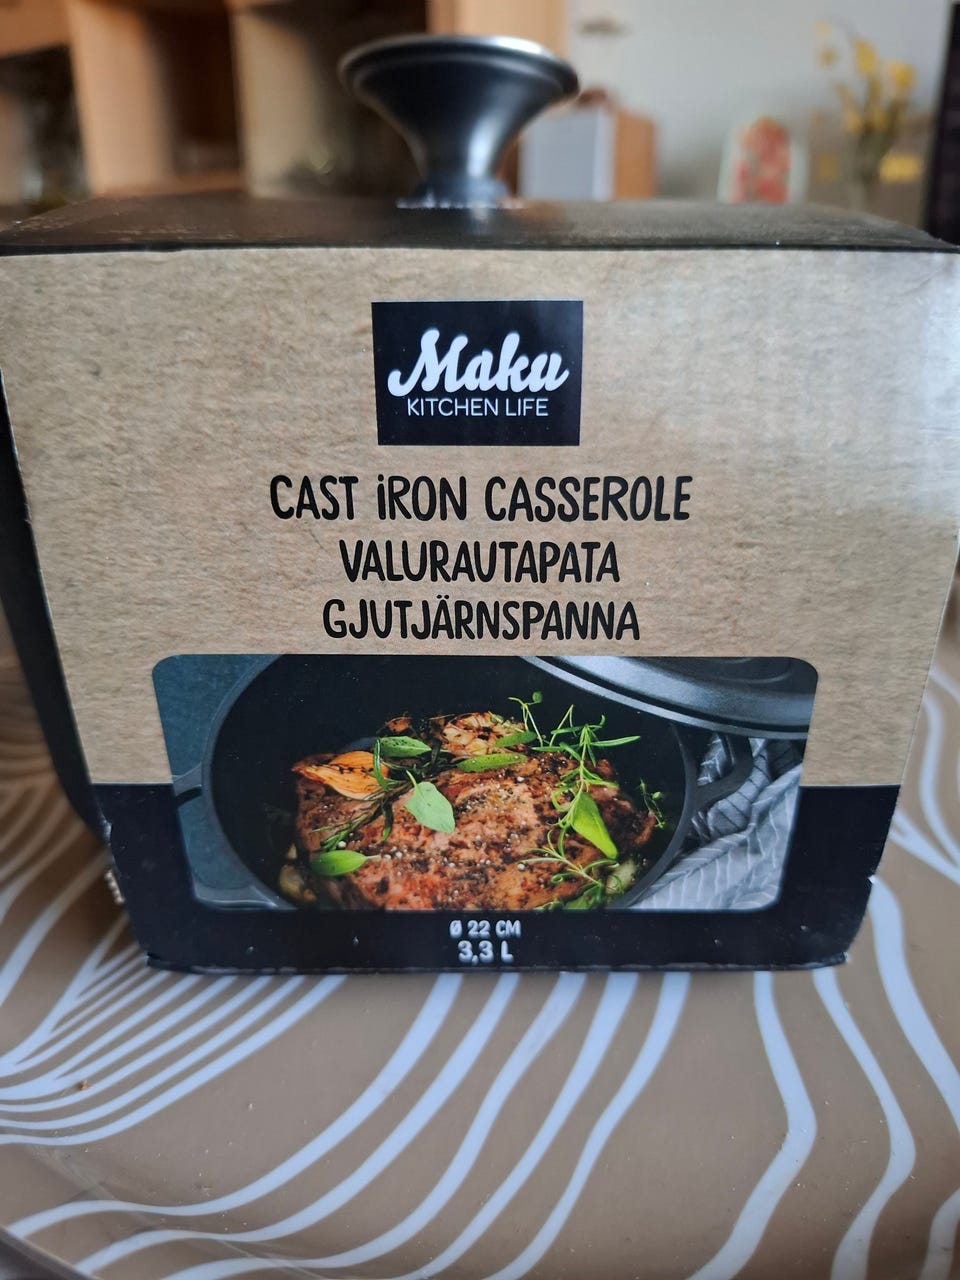 Maku
KITCHEN LIFE
CAST IRON CASSEROLE
VALURAUTAPATA
GJUTJÄRNSPANNA
Ø 22 CM
3,3 L